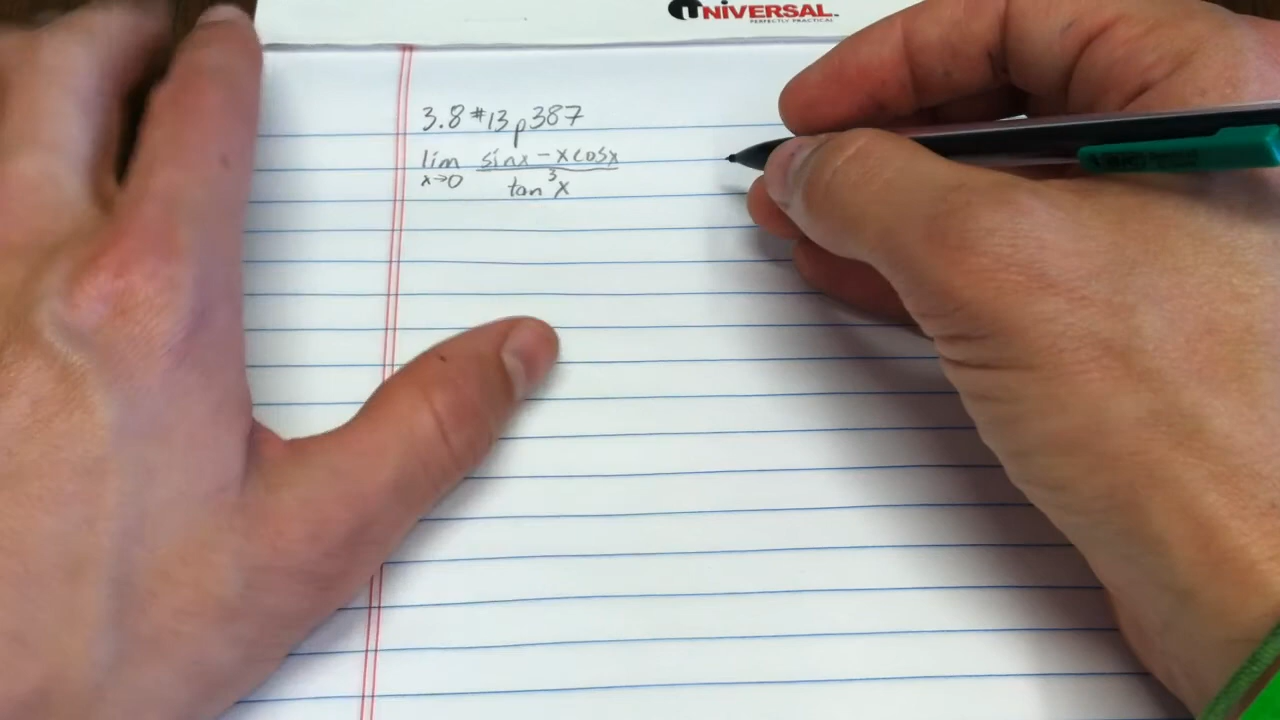 UNIVERSAL
PERFECTLY PRACTICAL
3.8 #13 p387
lim x→0 (sinx - xcosx) / tan³x